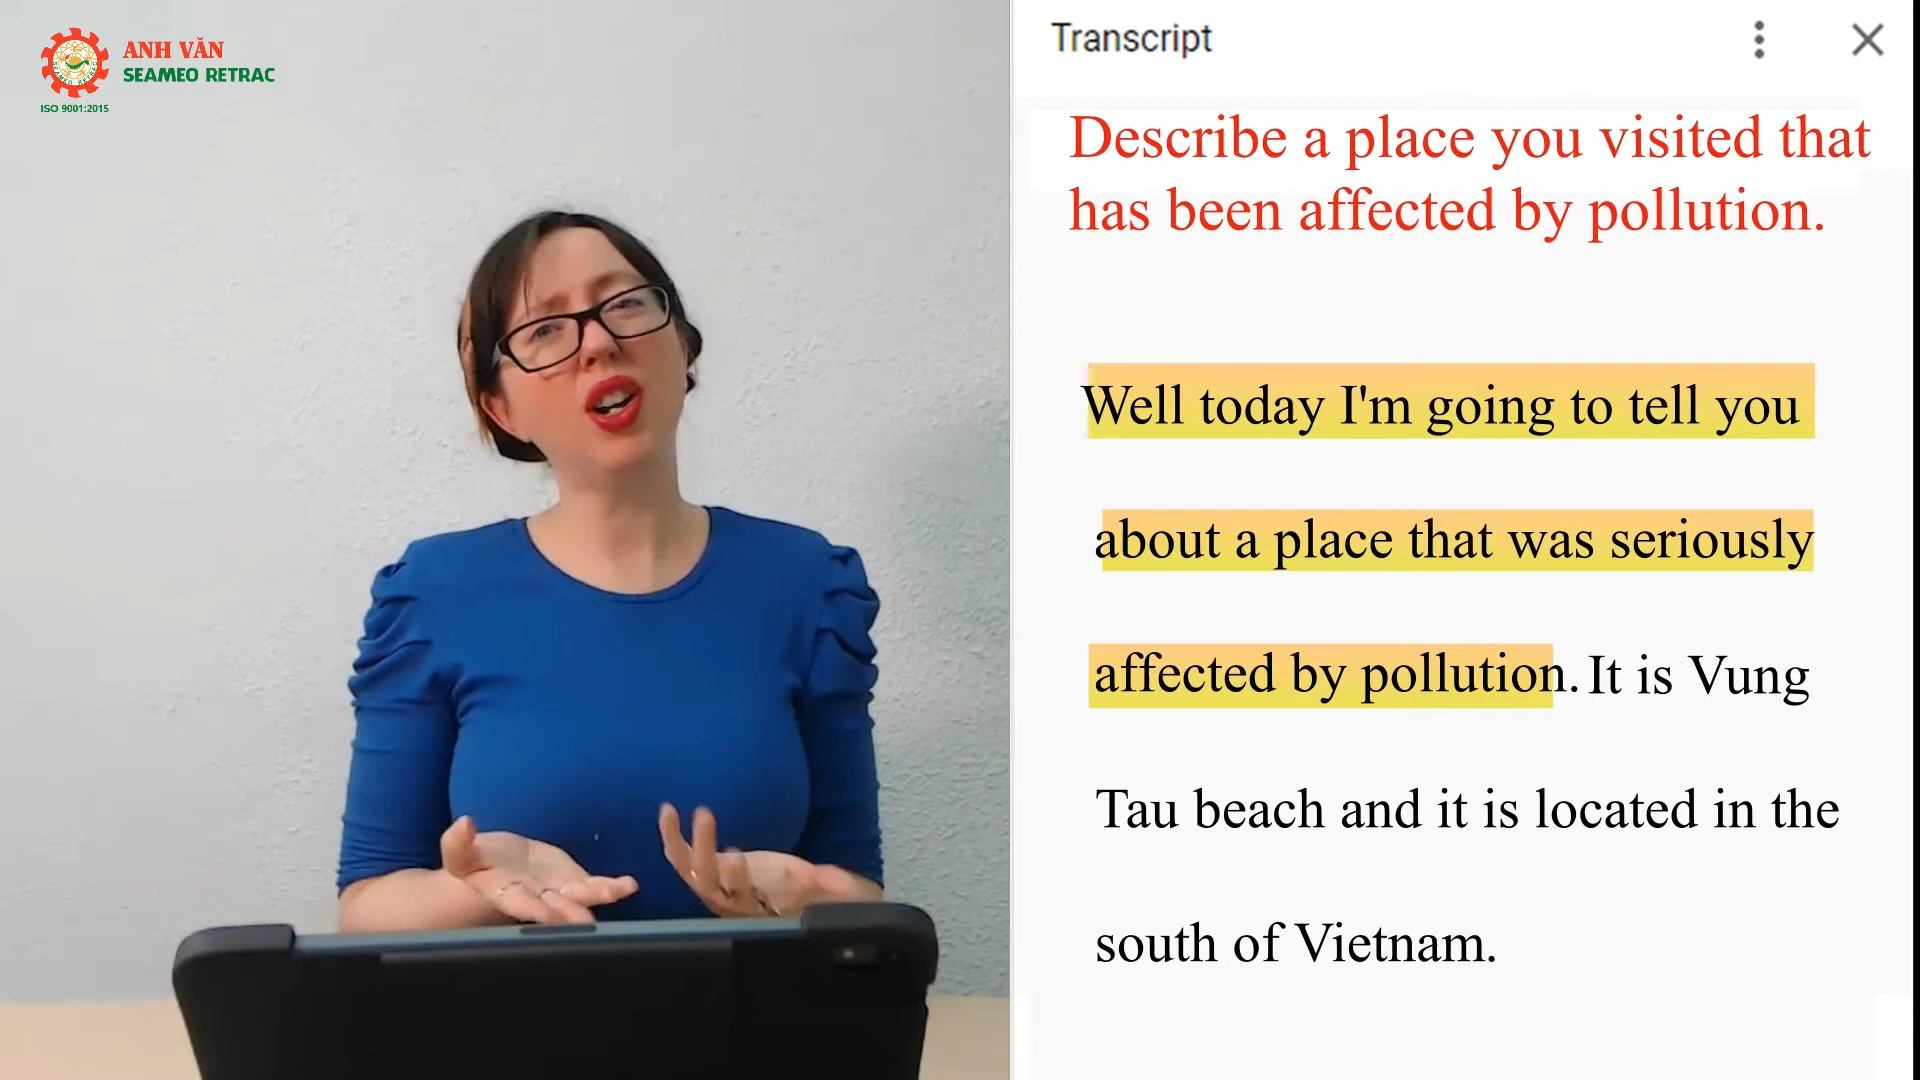 ANH VĂN
SEAMEO RETRAC
ISO 9001:2015
Transcript
Describe a place you visited that
has been affected by pollution.
Well today I'm going to tell you
about a place that was seriously
affected by pollution. It is Vung
Tau beach and it is located in the
south of Vietnam.